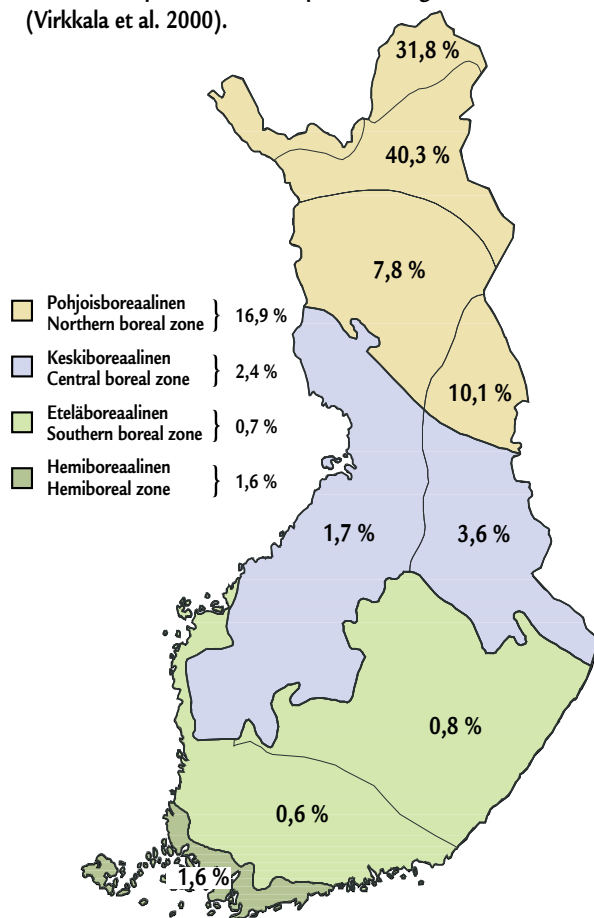 (Virkkala et al. 2000).
31,8 %
40,3 %
7,8 %
Pohjoisboreaalinen
Northern boreal zone } 16,9 %
Keskiboreaalinen
Central boreal zone } 2,4 %
Eteläboreaalinen
Southern boreal zone } 0,7 %
Hemiboreaalinen
Hemiboreal zone } 1,6 %
10,1 %
1,7 %
3,6 %
0,8 %
0,6 %
1,6 %